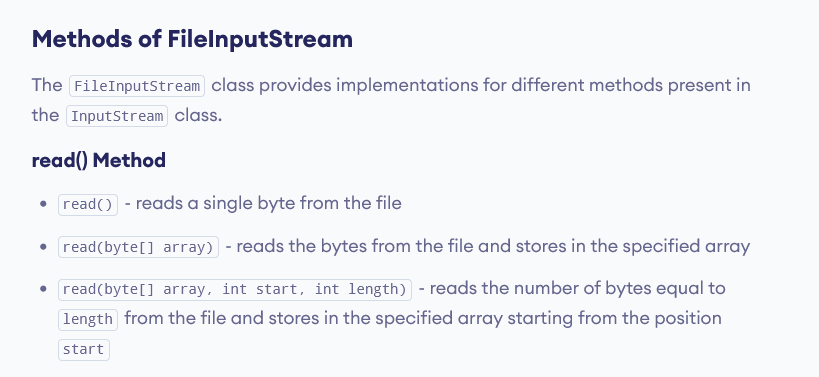 Methods of FileInputStream
The FileInputStream class provides implementations for different methods present in
the InputStream class.
read() Method
• read() - reads a single byte from the file
• read(byte[] array) - reads the bytes from the file and stores in the specified array
• read(byte[] array, int start, int length) - reads the number of bytes equal to
length from the file and stores in the specified array starting from the position
start